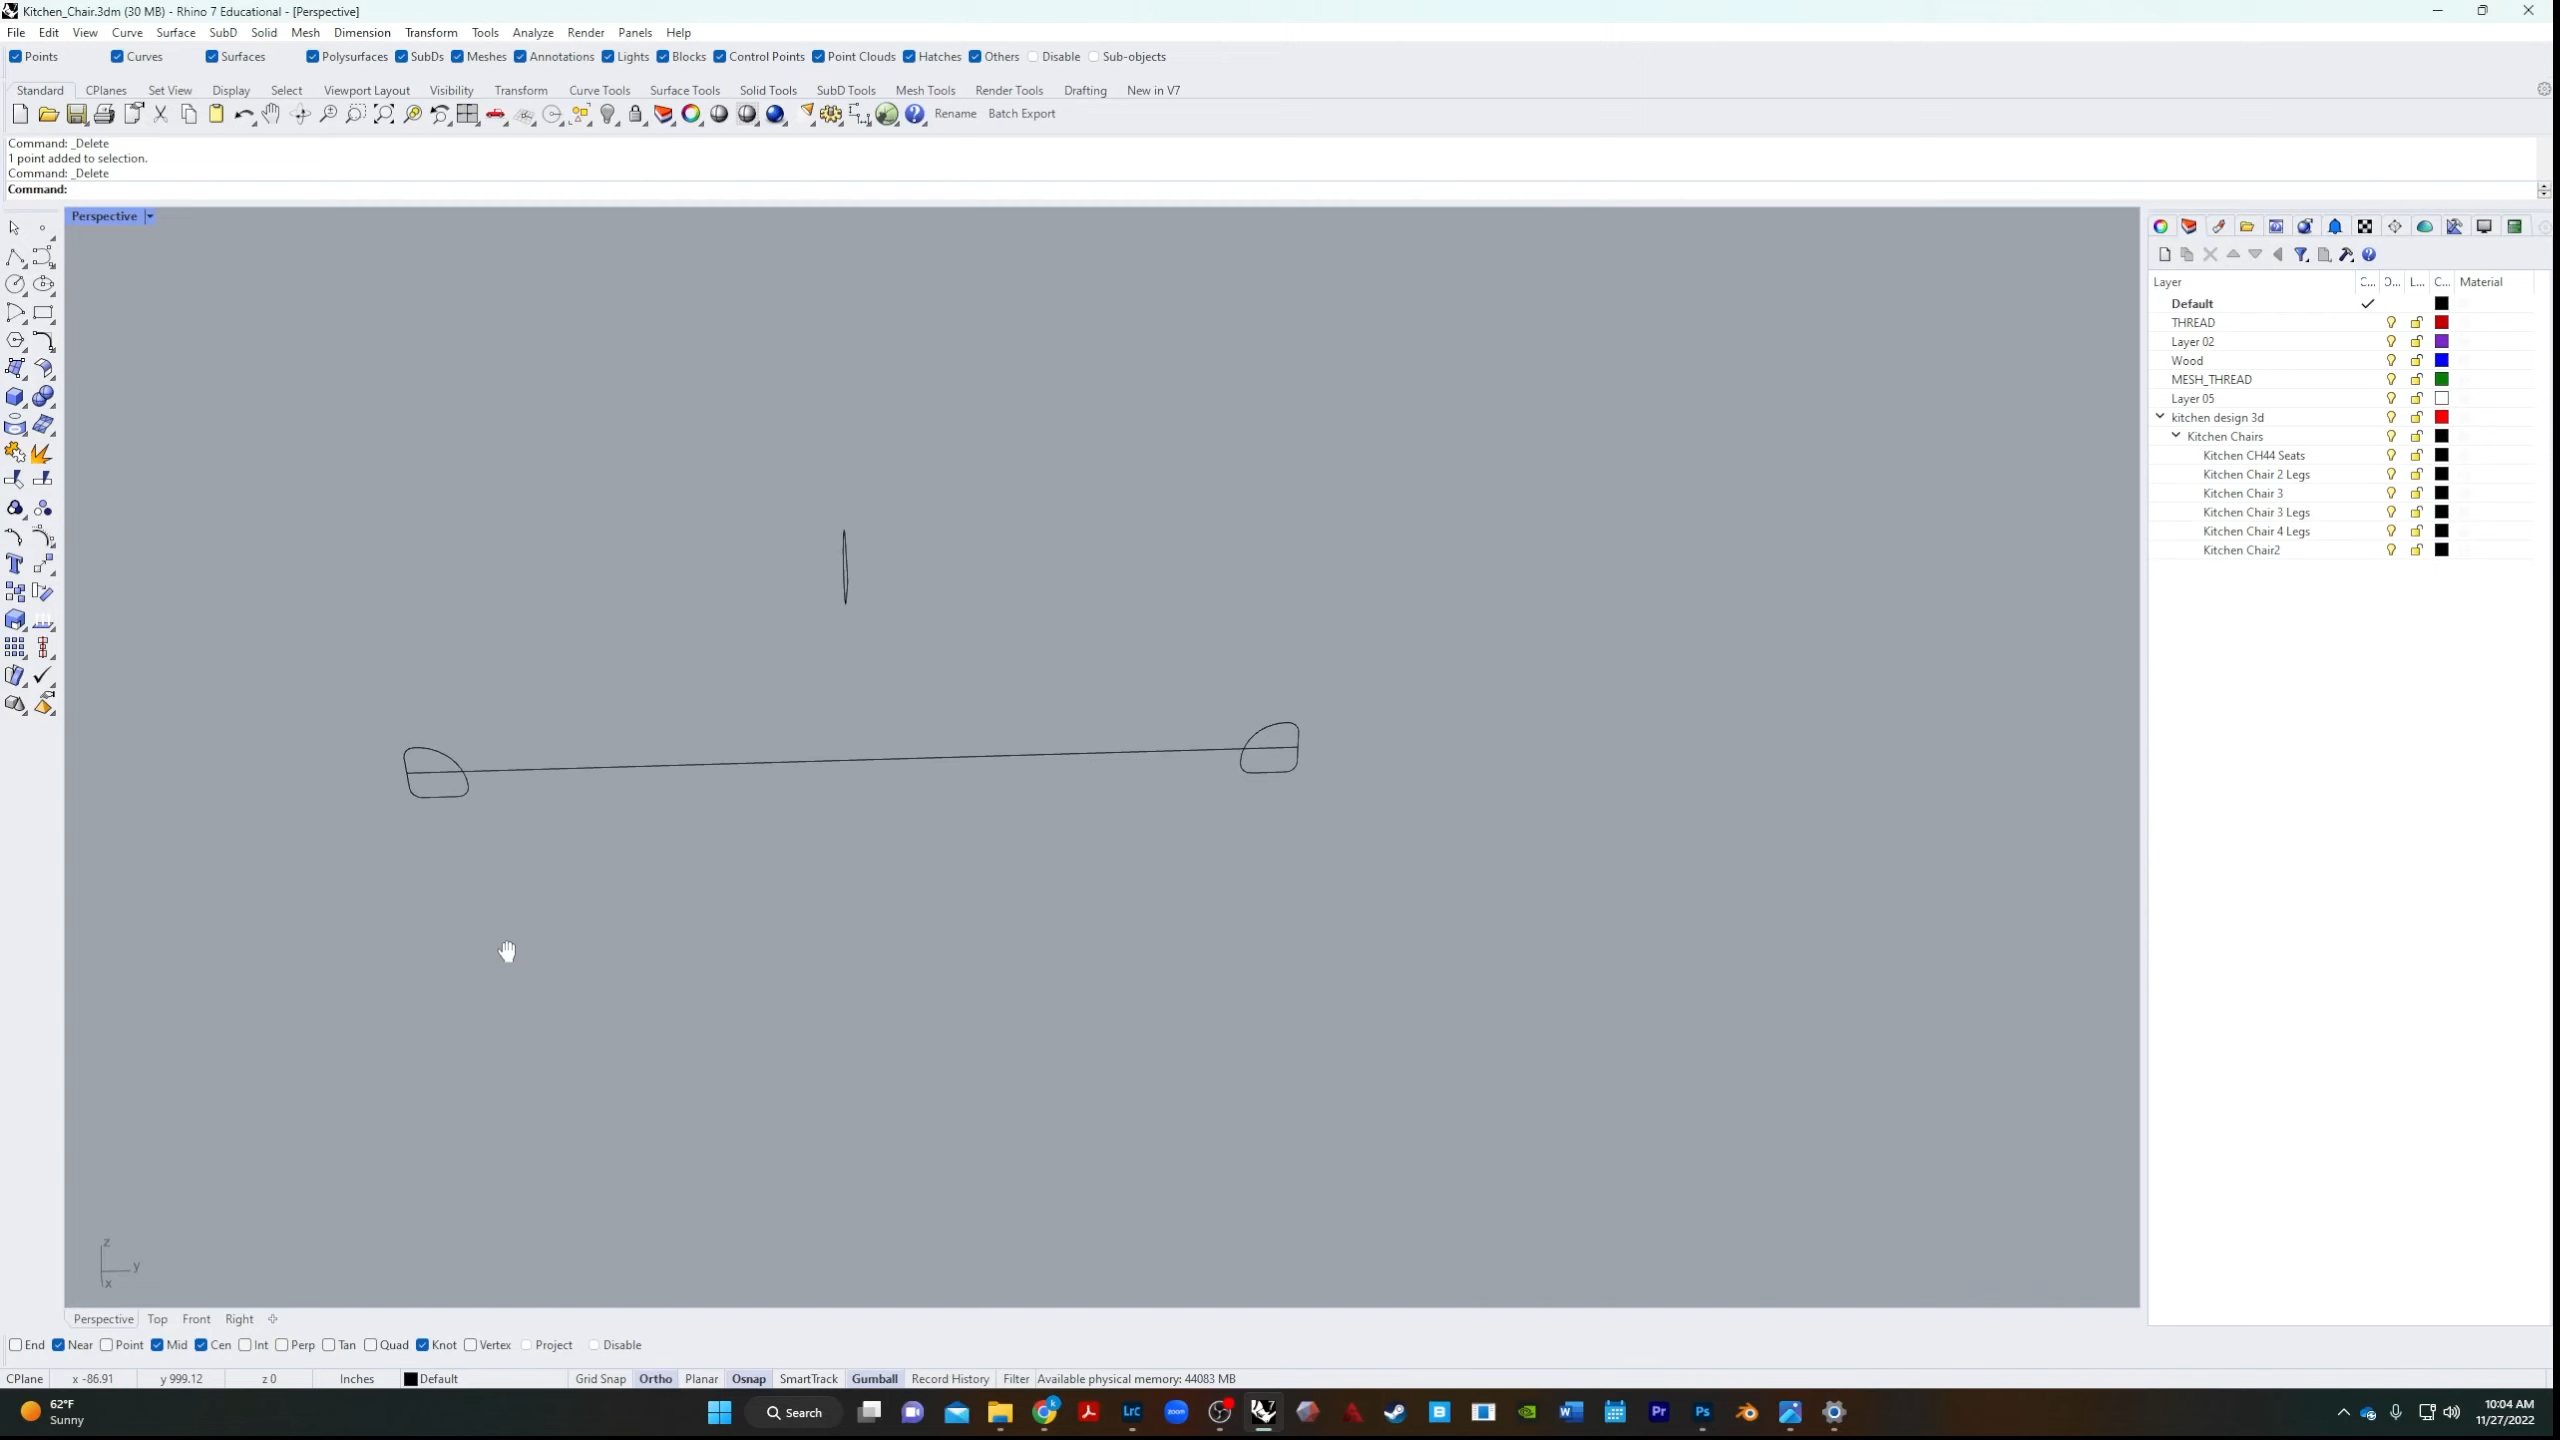 Kitchen_Chair.3dm (30 MB) - Rhino 7 Educational - [Perspective]
File Edit View Curve Surface Solid SubD Mesh Dimension Transform Tools Analyze Render Panels Help
Points Curves Surfaces Polysurfaces SubDs Meshes Annotations Lights Blocks Control Points Point Clouds Hatches Others Disable Sub-objects
Standard CPlanes Set View Display Select Viewport Layout Visibility Transform Curve Tools Surface Tools Solid Tools SubD Tools Mesh Tools Render Tools Drafting New in V7
Rename Batch Export
Command: _Delete
1 point added to selection.
Command: _Delete
Command:
Perspective
Layer C... O... L... C... Material
Default
THREAD
Layer 02
Wood
MESH_THREAD
Layer 05
kitchen design 3d
Kitchen Chairs
Kitchen CH44 Seats
Kitchen Chair 2 Legs
Kitchen Chair 3
Kitchen Chair 3 Legs
Kitchen Chair 4 Legs
Kitchen Chair2
z
y
x
Perspective Top Front Right
End Near Point Mid Cen Int Perp Tan Quad Knot Vertex Project Disable
CPlane x -86.91 y 999.12 z 0 Inches Default Grid Snap Ortho Planar Osnap SmartTrack Gumball Record History Filter Available physical memory: 44083 MB
62°F
Sunny
Search
Lrc
zoom
7
B
W
Pr
Ps
10:04 AM
11/27/2022